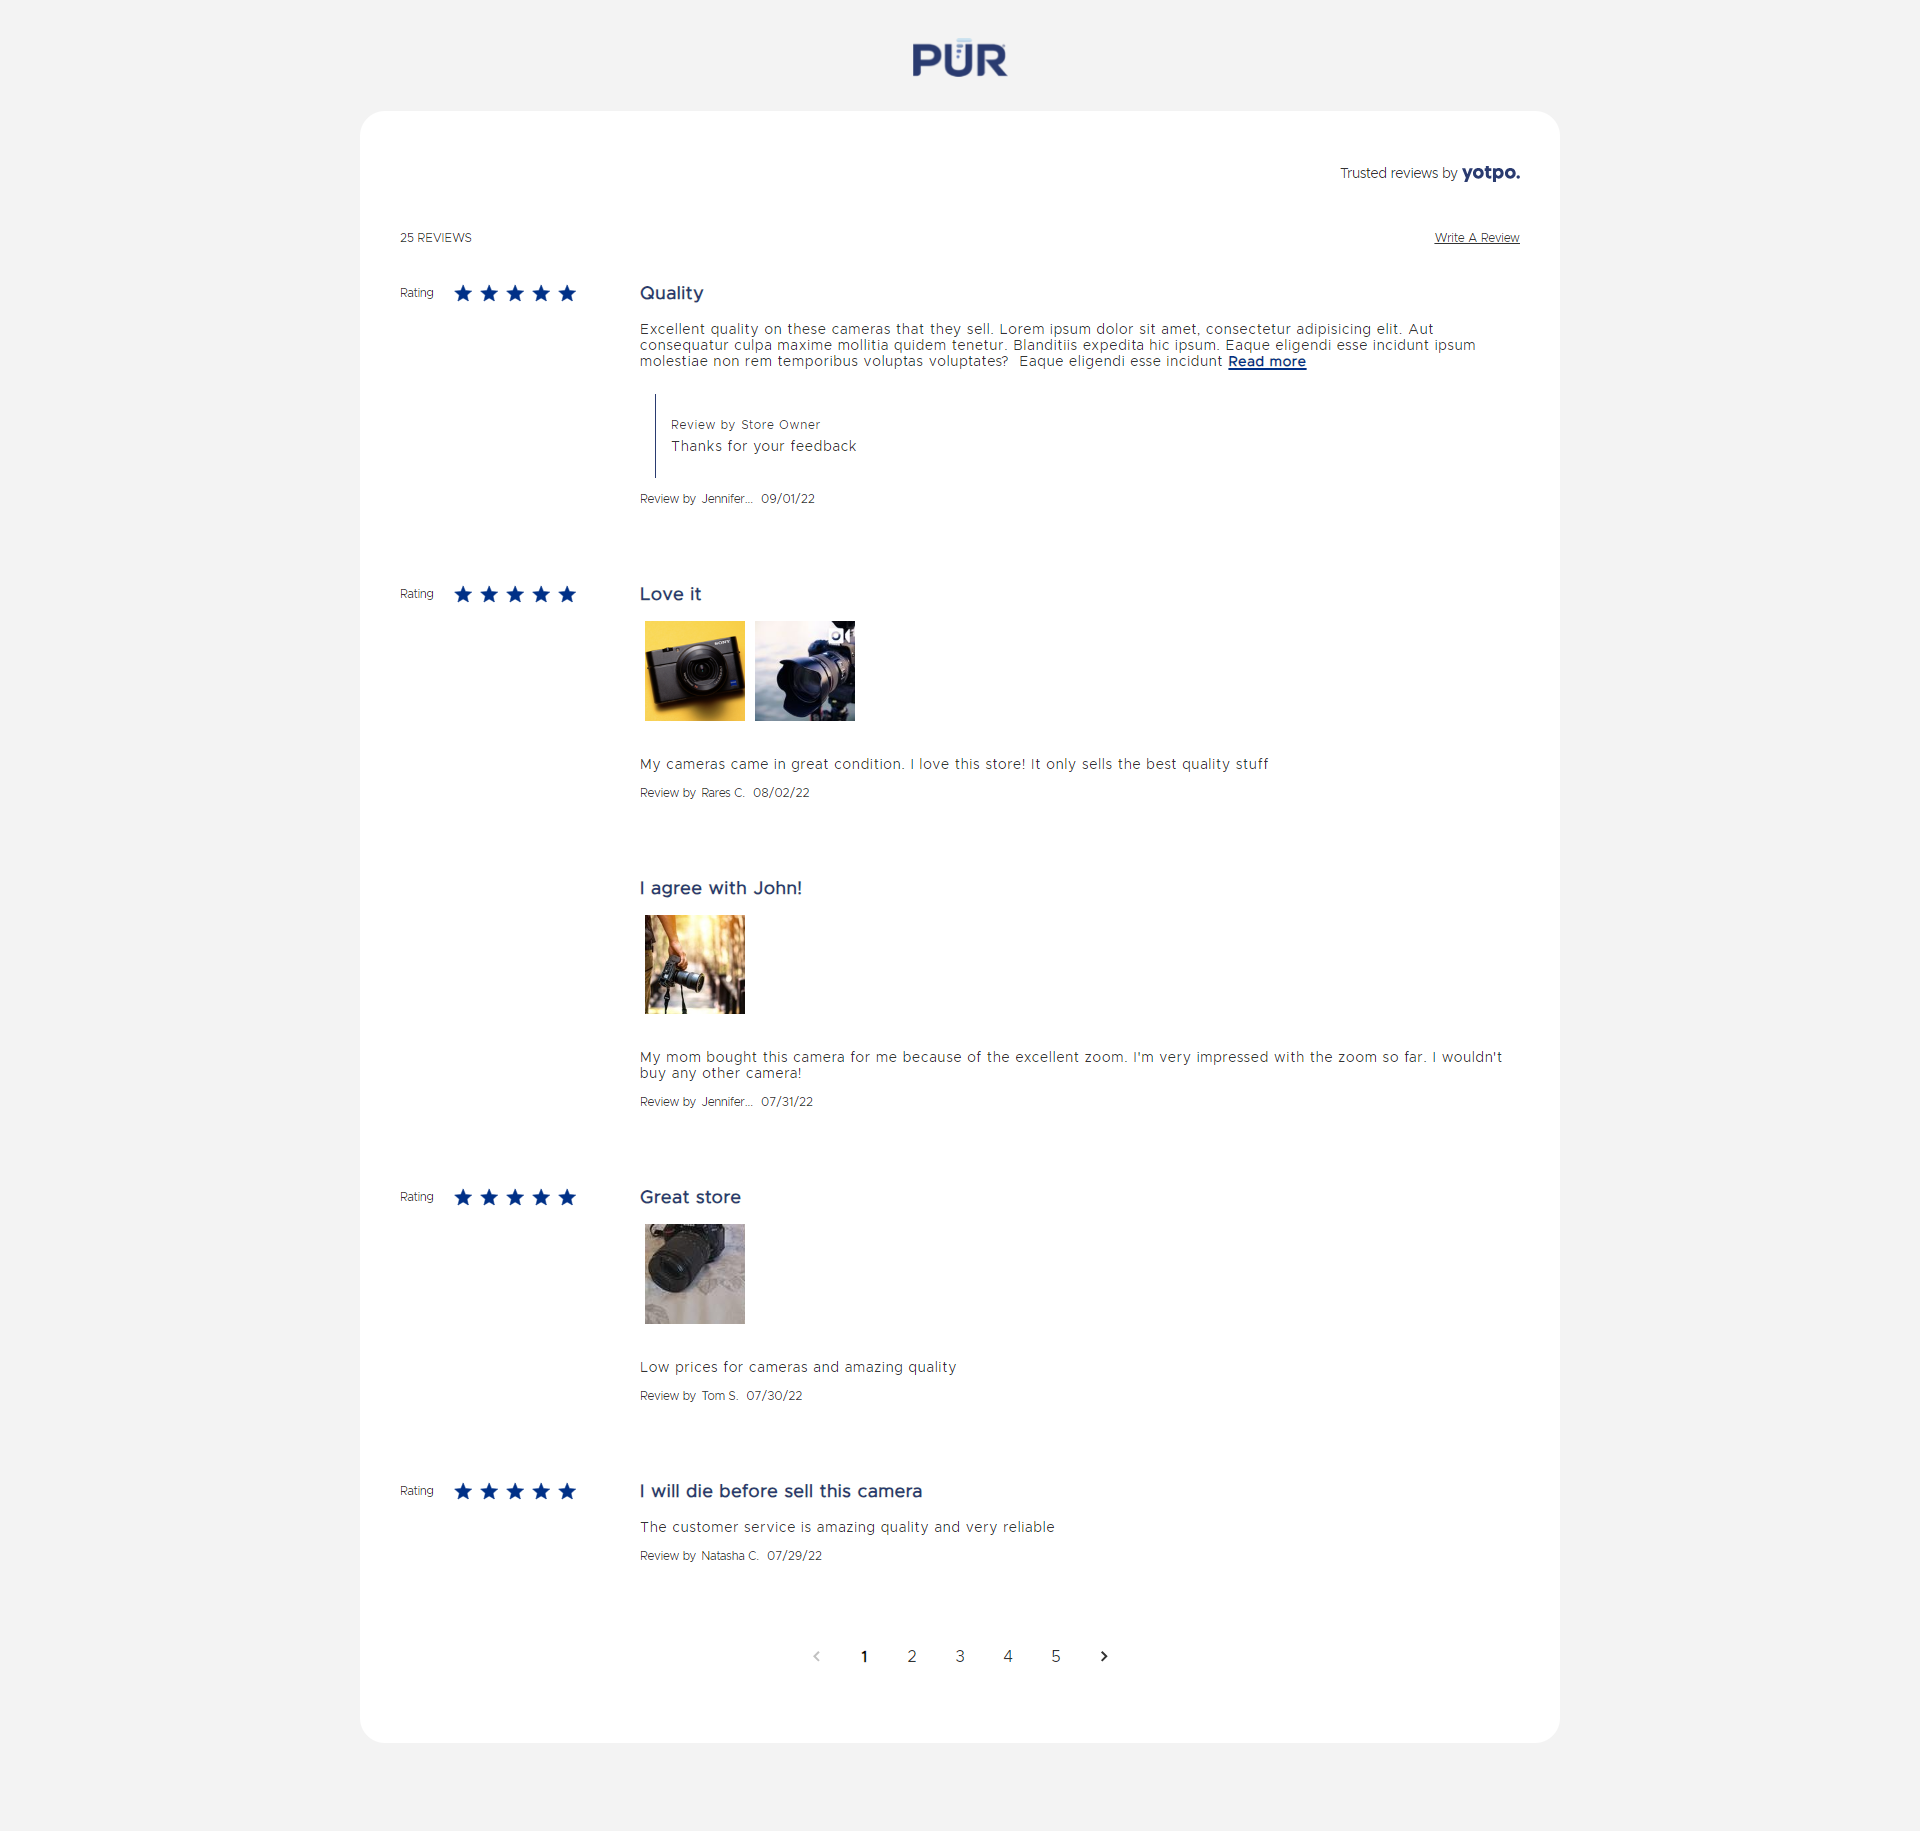 PUR
Trusted reviews by yotpo.
25 REVIEWS
Write A Review
Rating
Quality
Excellent quality on these cameras that they sell. Lorem ipsum dolor sit amet, consectetur adipisicing elit. Aut
consequatur culpa maxime mollitia quidem tenetur. Blanditiis expedita hic ipsum. Eaque eligendi esse incidunt ipsum
molestiae non rem temporibus voluptas voluptates?  Eaque eligendi esse incidunt Read more
Review by Store Owner
Thanks for your feedback
Review by Jennifer... 09/01/22
Rating
Love it
SONY
My cameras came in great condition. I love this store! It only sells the best quality stuff
Review by Rares C. 08/02/22
I agree with John!
My mom bought this camera for me because of the excellent zoom. I'm very impressed with the zoom so far. I wouldn't
buy any other camera!
Review by Jennifer... 07/31/22
Rating
Great store
Low prices for cameras and amazing quality
Review by Tom S. 07/30/22
Rating
I will die before sell this camera
The customer service is amazing quality and very reliable
Review by Natasha C. 07/29/22
1 2 3 4 5